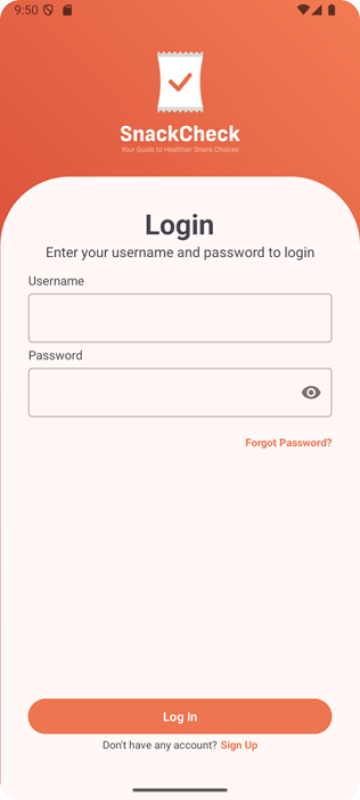 9:50
SnackCheck
Your Guide to Healthier Snack Choices
Login
Enter your username and password to login
Username
Password
Forgot Password?
Log In
Don't have any account? Sign Up